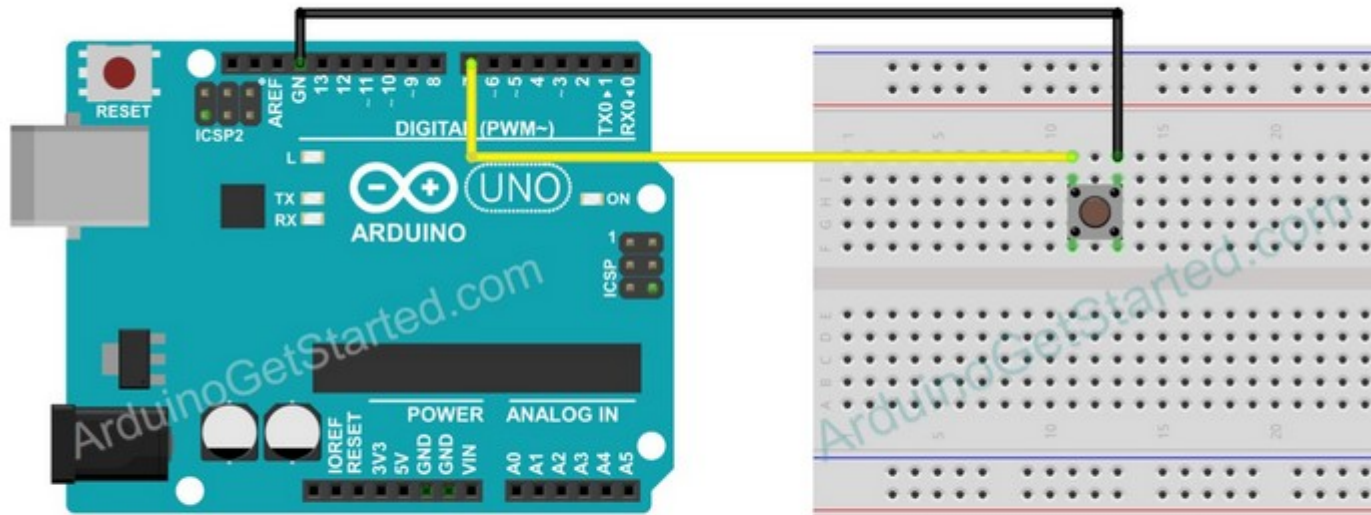 RESET
ICSP2
AREF
GN
13
12
~11
~10
~9
8
~6
~5
4
~3
2
TX0▸1
RX0◂0
DIGITAL (PWM~)
L
TX
RX
UNO
ON
ARDUINO
1
ICSP
ArduinoGetStarted.com
POWER
ANALOG IN
IOREF
RESET
3V3
5V
GND
GND
VIN
A0
A1
A2
A3
A4
A5
1
5
10
15
20
I
H
G
F
E
D
C
B
A
5
10
15
20
ArduinoGetStarted.com